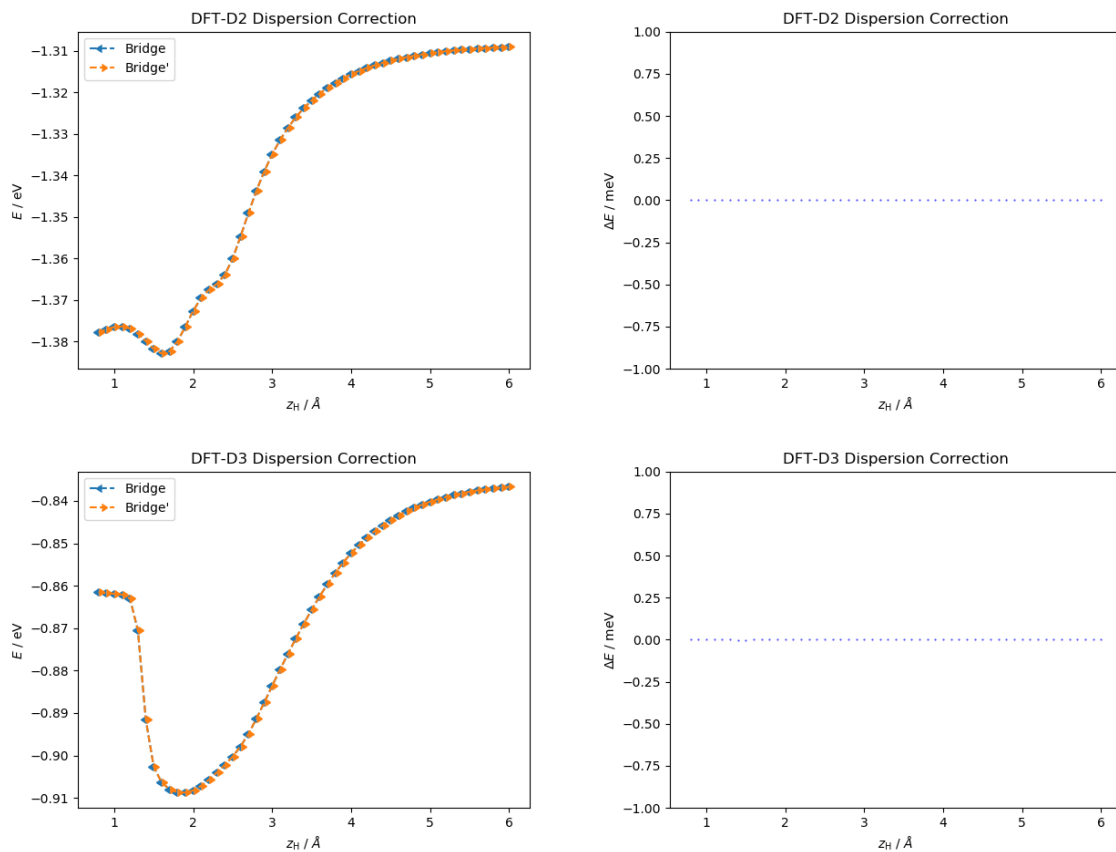 DFT-D2 Dispersion Correction
−1.31
−1.32
−1.33
−1.34
−1.35
−1.36
−1.37
−1.38
E / eV
Bridge
Bridge'
1 2 3 4 5 6
z_H / Å
DFT-D2 Dispersion Correction
1.00
0.75
0.50
0.25
0.00
−0.25
−0.50
−0.75
−1.00
ΔE / meV
1 2 3 4 5 6
z_H / Å
DFT-D3 Dispersion Correction
−0.84
−0.85
−0.86
−0.87
−0.88
−0.89
−0.90
−0.91
E / eV
Bridge
Bridge'
1 2 3 4 5 6
z_H / Å
DFT-D3 Dispersion Correction
1.00
0.75
0.50
0.25
0.00
−0.25
−0.50
−0.75
−1.00
ΔE / meV
1 2 3 4 5 6
z_H / Å